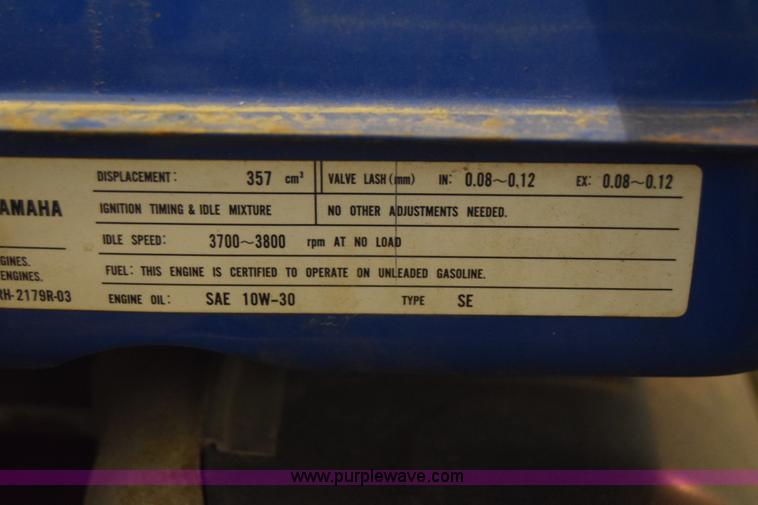 DISPLACEMENT: 357 cm³ VALVE LASH (mm) IN: 0.08~0.12 EX: 0.08~0.12
AMAHA IGNITION TIMING & IDLE MIXTURE NO OTHER ADJUSTMENTS NEEDED.
IDLE SPEED: 3700~3800 rpm AT NO LOAD
GINES.
ENGINES. FUEL: THIS ENGINE IS CERTIFIED TO OPERATE ON UNLEADED GASOLINE.
RH-2179R-03 ENGINE OIL: SAE 10W-30 TYPE SE
www.purplewave.com